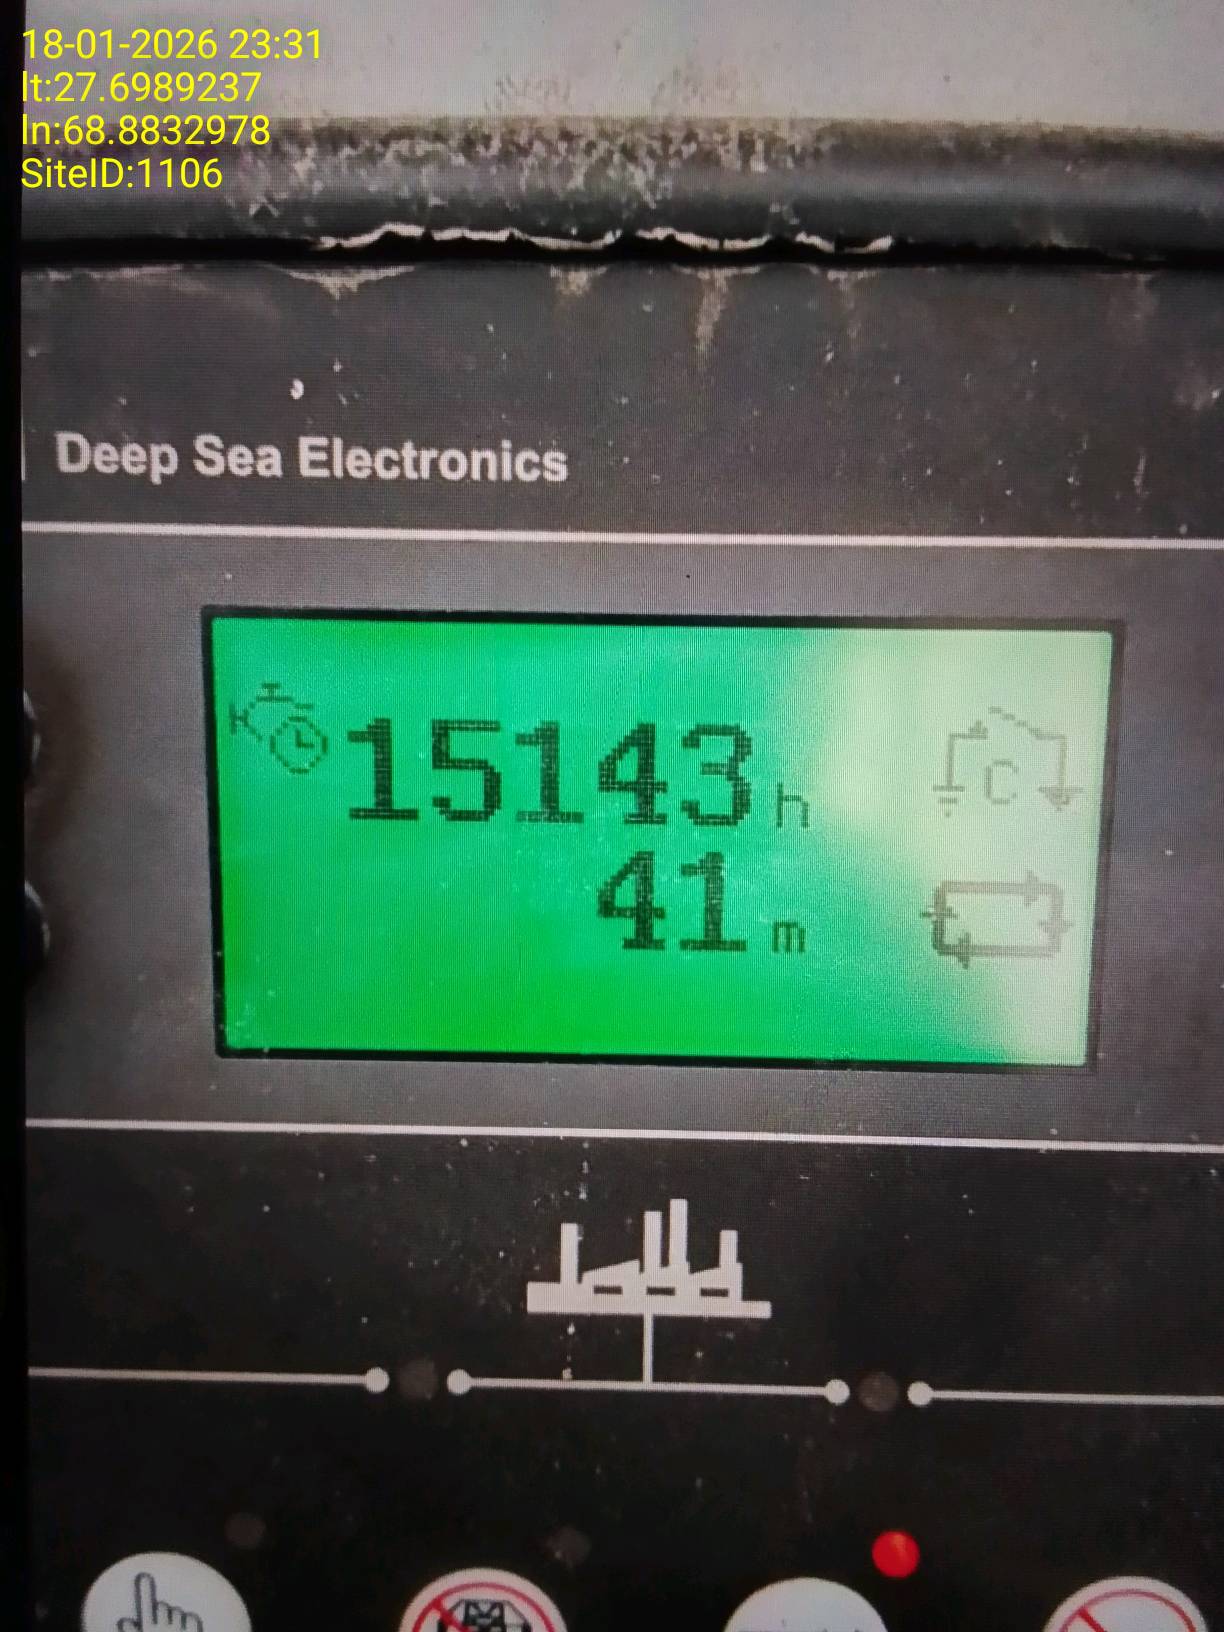 18-01-2026 23:31
lt:27.6989237
ln:68.8832978
SiteID:1106
Deep Sea Electronics
15143 h
41 m
C